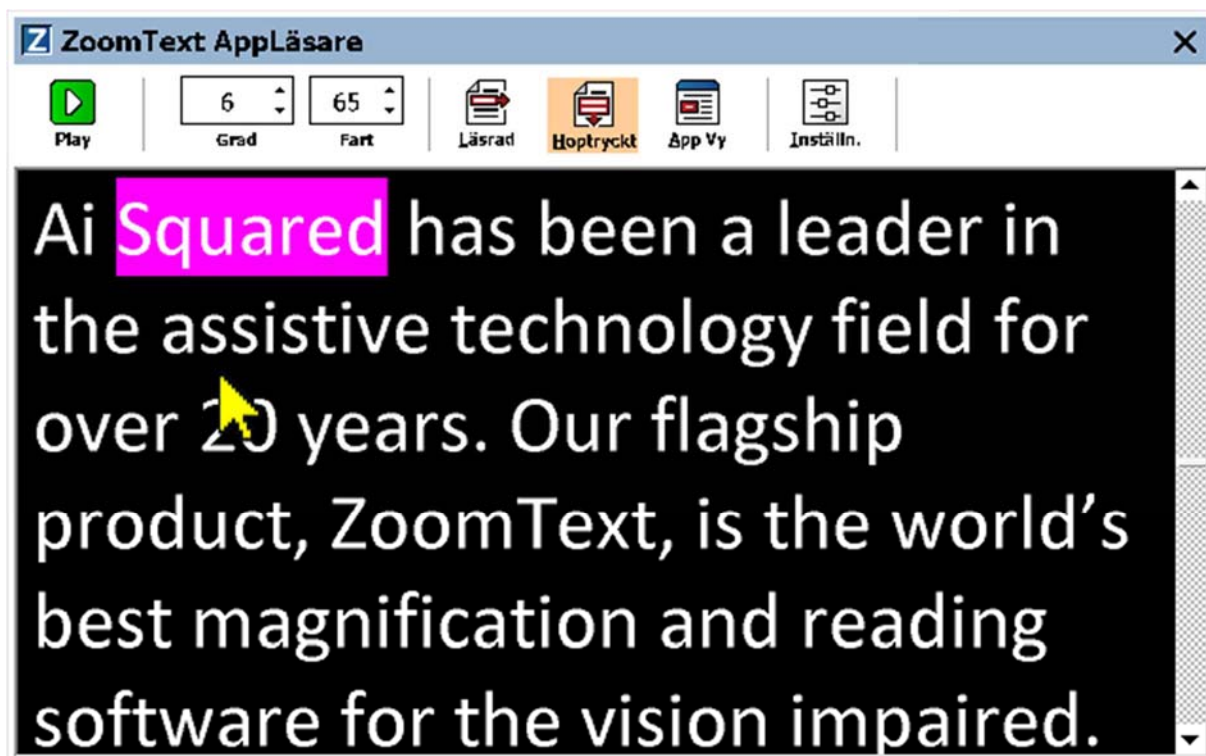 Z ZoomText AppLäsare
6 65
Play Grad Fart Läsrad Hoptryckt App Vy Inställn.
Ai Squared has been a leader in
the assistive technology field for
over 20 years. Our flagship
product, ZoomText, is the world’s
best magnification and reading
software for the vision impaired.